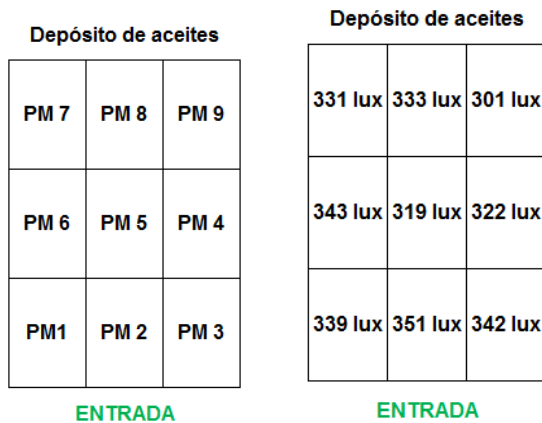 Depósito de aceites
PM 7 PM 8 PM 9
PM 6 PM 5 PM 4
PM1 PM 2 PM 3
ENTRADA
Depósito de aceites
331 lux 333 lux 301 lux
343 lux 319 lux 322 lux
339 lux 351 lux 342 lux
ENTRADA